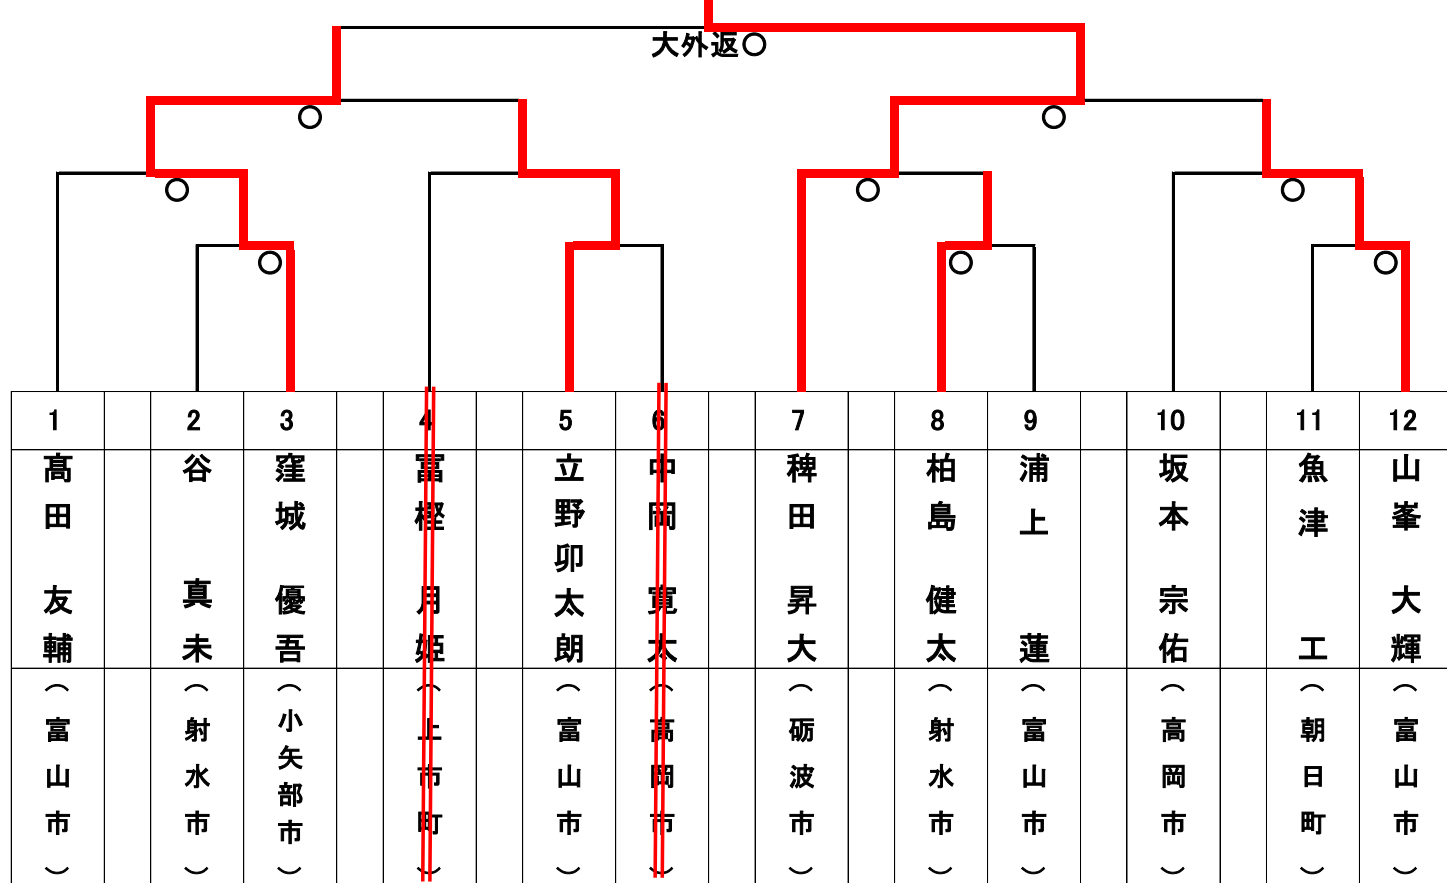 大外返○
○ ○
○ ○ ○
○ ○ ○
1 2 3 4 5 6 7 8 9 10 11 12
髙田 友輔
谷 真未
窪城 優吾
冨樫 月姫
立野卯太朗
中岡 寛太
稗田 昇大
柏島 健太
浦上 蓮
坂本 宗佑
魚津 工
山峯 大輝
（富山市）
（射水市）
（小矢部市）
（上市町）
（富山市）
（高岡市）
（砺波市）
（射水市）
（富山市）
（高岡市）
（朝日町）
（富山市）